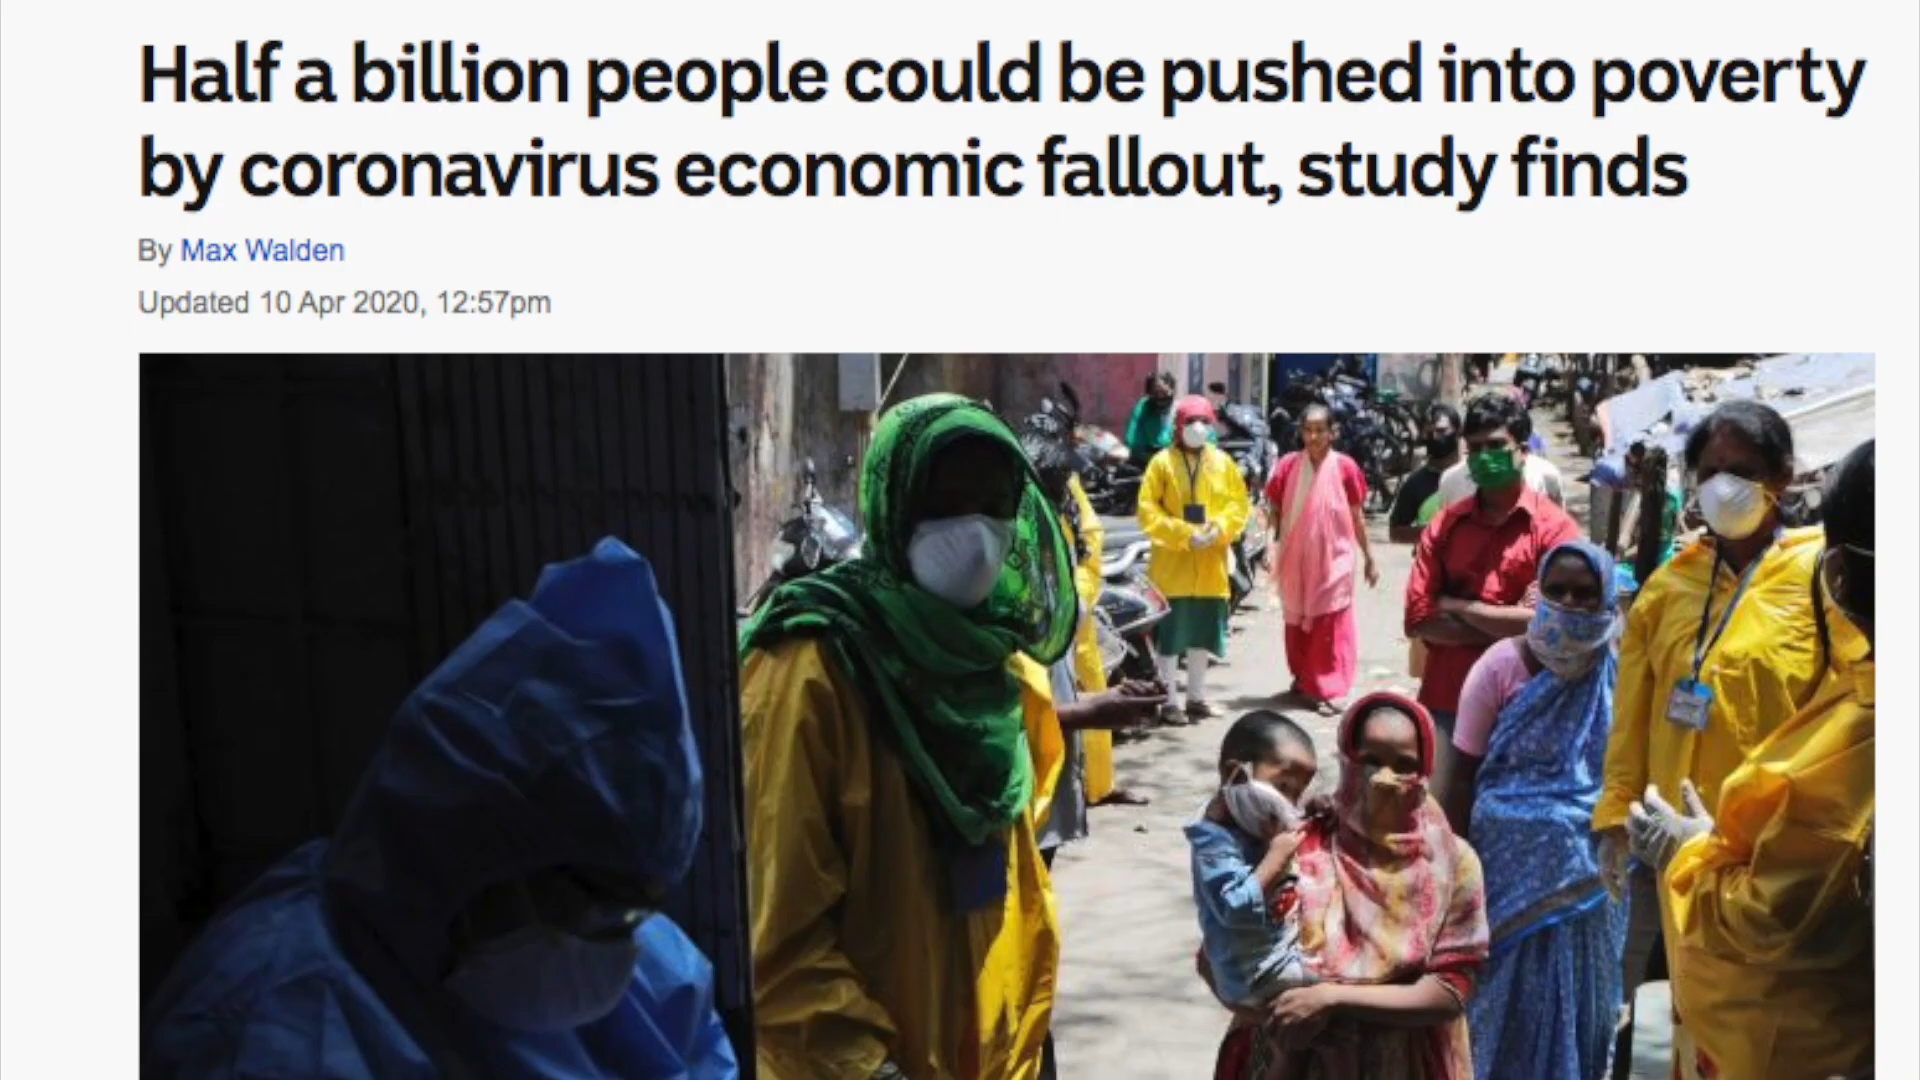 Half a billion people could be pushed into poverty
by coronavirus economic fallout, study finds
By Max Walden
Updated 10 Apr 2020, 12:57pm